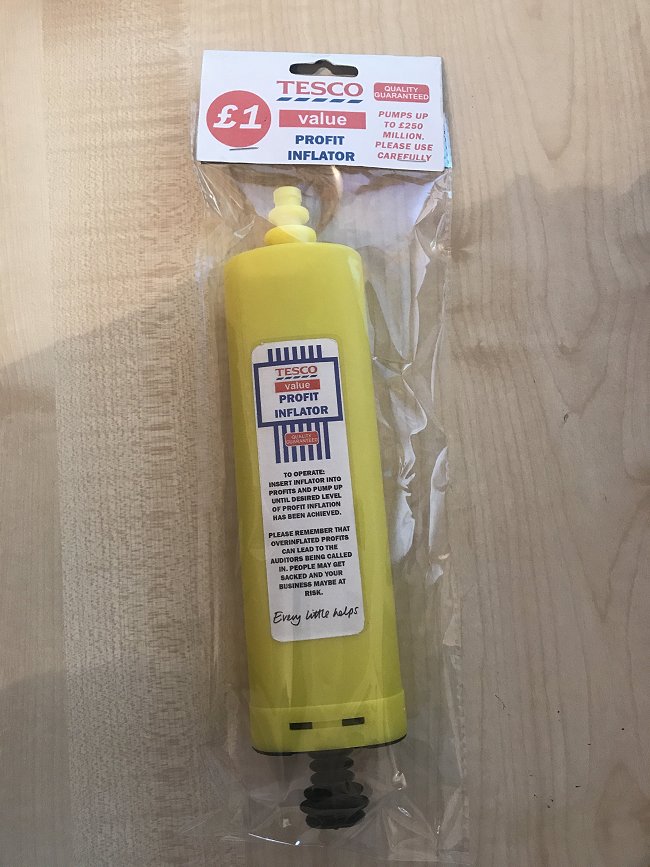 £1
TESCO
value
PROFIT
INFLATOR
QUALITY
GUARANTEED
PUMPS UP
TO £250
MILLION.
PLEASE USE
CAREFULLY
TESCO
value
PROFIT
INFLATOR
QUALITY
GUARANTEED
TO OPERATE:
INSERT INFLATOR INTO
PROFITS AND PUMP UP
UNTIL DESIRED LEVEL
OF PROFIT INFLATION
HAS BEEN ACHIEVED.
PLEASE REMEMBER THAT
OVERINFLATED PROFITS
CAN LEAD TO THE
AUDITORS BEING CALLED
IN. PEOPLE MAY GET
SACKED AND YOUR
BUSINESS MAYBE AT
RISK.
Every little helps